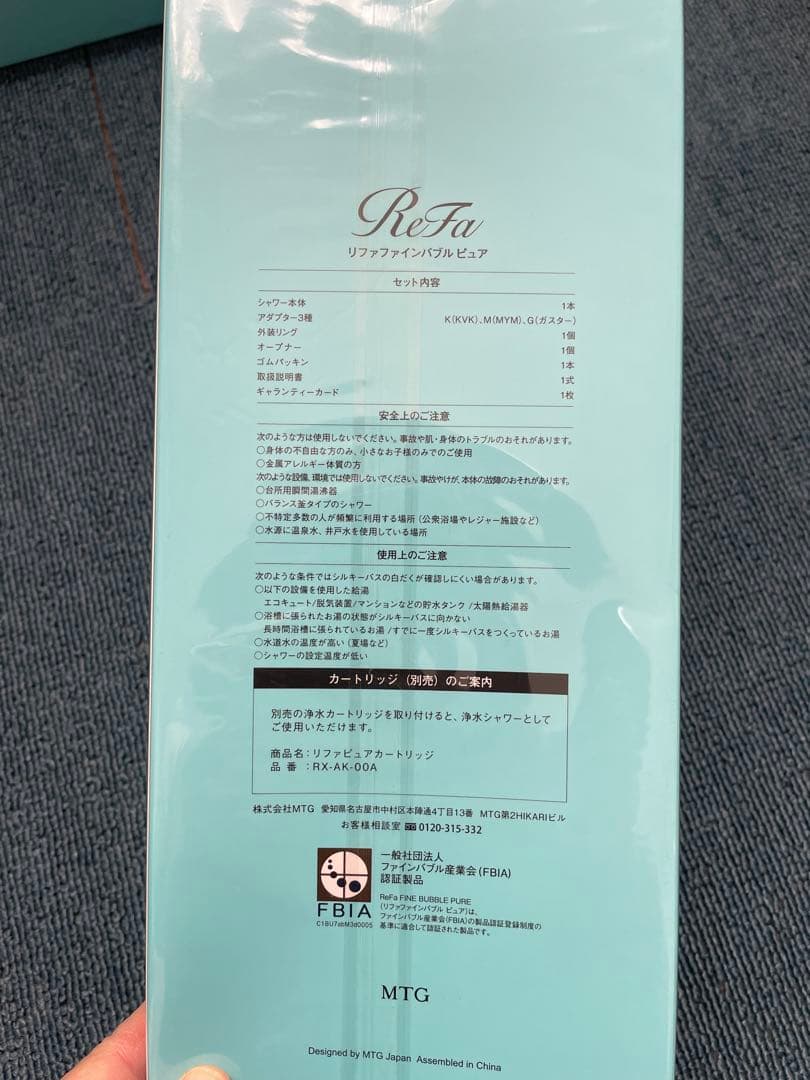 ReFa
リファファインバブル ピュア
セット内容
シャワー本体 1本
アダプター3種 K(KVK)、M(MYM)、G(ガスター)
外装リング 1個
オープナー 1個
ゴムパッキン 1本
取扱説明書 1式
ギャランティーカード 1枚
安全上のご注意
次のような方は使用しないでください。事故や肌・身体のトラブルのおそれがあります。
○身体の不自由な方のみ、小さなお子様のみでのご使用
○金属アレルギー体質の方
次のような設備、環境では使用しないでください。事故やけが、本体の故障のおそれがあります。
○台所用瞬間湯沸器
○バランス釜タイプのシャワー
○不特定多数の人が頻繁に利用する場所（公衆浴場やレジャー施設など）
○水源に温泉水、井戸水を使用している場所
使用上のご注意
次のような条件ではシルキーバスの白だくが確認しにくい場合があります。
○以下の設備を使用した給湯
エコキュート/脱気装置/マンションなどの貯水タンク/太陽熱給湯器
○浴槽に張られたお湯の状態がシルキーバスに向かない
長時間浴槽に張られているお湯/すでに一度シルキーバスをつくっているお湯
○水道水の温度が高い（夏場など）
○シャワーの設定温度が低い
カートリッジ（別売）のご案内
別売の浄水カートリッジを取り付けると、浄水シャワーとして
ご使用いただけます。
商品名：リファピュアカートリッジ
品 番 ：RX-AK-00A
株式会社MTG 愛知県名古屋市中村区本陣通4丁目13番 MTG第2HIKARIビル
お客様相談室 0120-315-332
一般社団法人
ファインバブル産業会(FBIA)
認証製品
FBIA
C1BU7abM3d0005
ReFa FINE BUBBLE PURE
（リファファインバブル ピュア）は、
ファインバブル産業会(FBIA)の製品認証登録制度の
基準に適合して認証された製品です。
MTG
Designed by MTG Japan Assembled in China